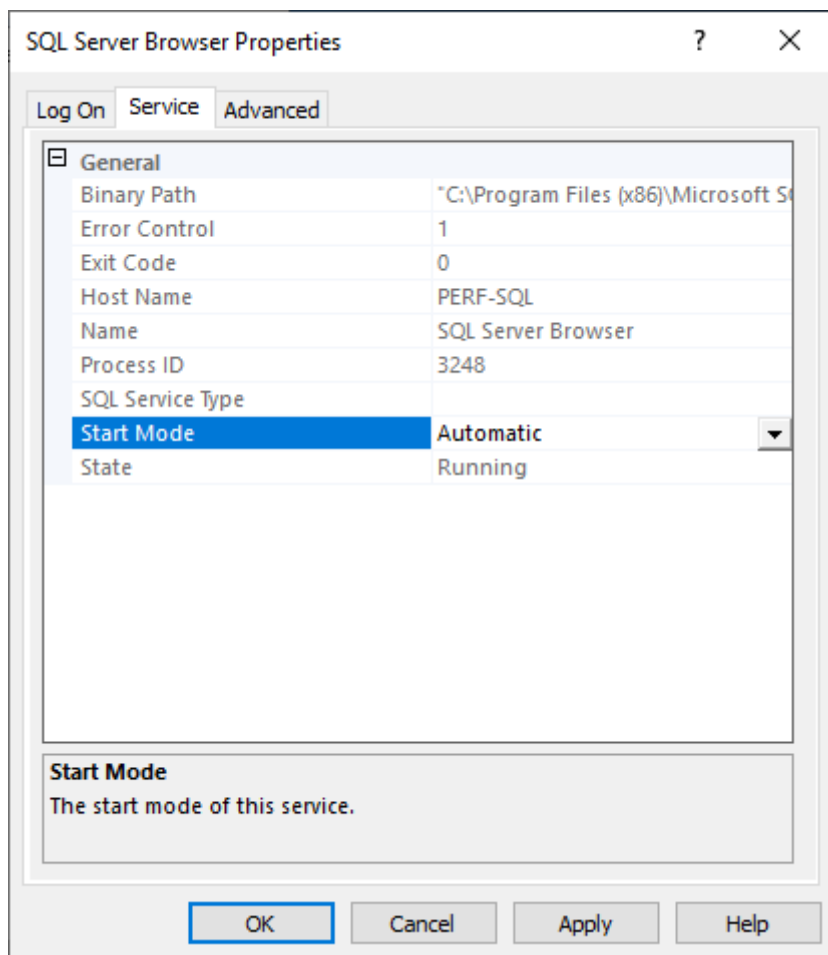 SQL Server Browser Properties ? ×
Log On Service Advanced
General
Binary Path "C:\Program Files (x86)\Microsoft
Error Control 1
Exit Code 0
Host Name PERF-SQL
Name SQL Server Browser
Process ID 3248
SQL Service Type
Start Mode Automatic
State Running
Start Mode
The start mode of this service.
OK Cancel Apply Help